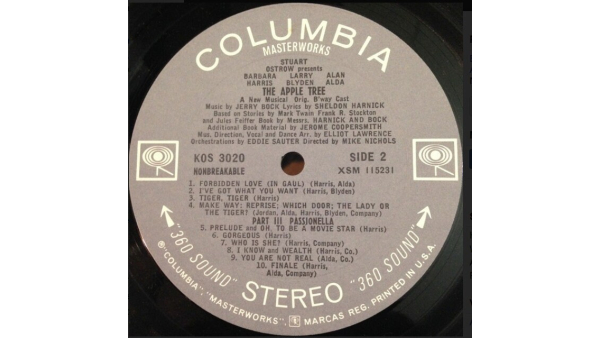 COLUMBIA
MASTERWORKS
STUART
OSTROW presents
BARBARA LARRY ALAN
HARRIS BLYDEN ALDA
THE APPLE TREE
A New Musical Orig. B'way Cast
Music by JERRY BOCK Lyrics by SHELDON HARNICK
Based on Stories by Mark Twain Frank R. Stockton
and Jules Feiffer Book by Messrs. HARNICK AND BOCK
Additional Book Material by JEROME COOPERSMITH
Mus. Direction, Vocal and Dance Arr. by ELLIOT LAWRENCE
Orchestrations by EDDIE SAUTER Directed by MIKE NICHOLS
KOS 3020
SIDE 2
NONBREAKABLE
XSM 115231
1. FORBIDDEN LOVE (IN GAUL) (Harris, Alda)
2. I'VE GOT WHAT YOU WANT (Harris, Blyden)
3. TIGER, TIGER (Harris)
4. MAKE WAY: REPRISE; WHICH DOOR; THE LADY OR
THE TIGER? (Jordan, Alda, Harris, Blyden, Company)
PART III PASSIONELLA
5. PRELUDE and OH, TO BE A MOVIE STAR (Harris)
6. GORGEOUS (Harris)
7. WHO IS SHE? (Harris, Company)
8. I KNOW and WEALTH (Harris, Co.)
9. YOU ARE NOT REAL (Alda, Co.)
10. FINALE (Harris,
Alda, Company)
"360 SOUND" STEREO "360 SOUND"
℗ "COLUMBIA", "MASTERWORKS", MARCAS REG. PRINTED IN U.S.A.